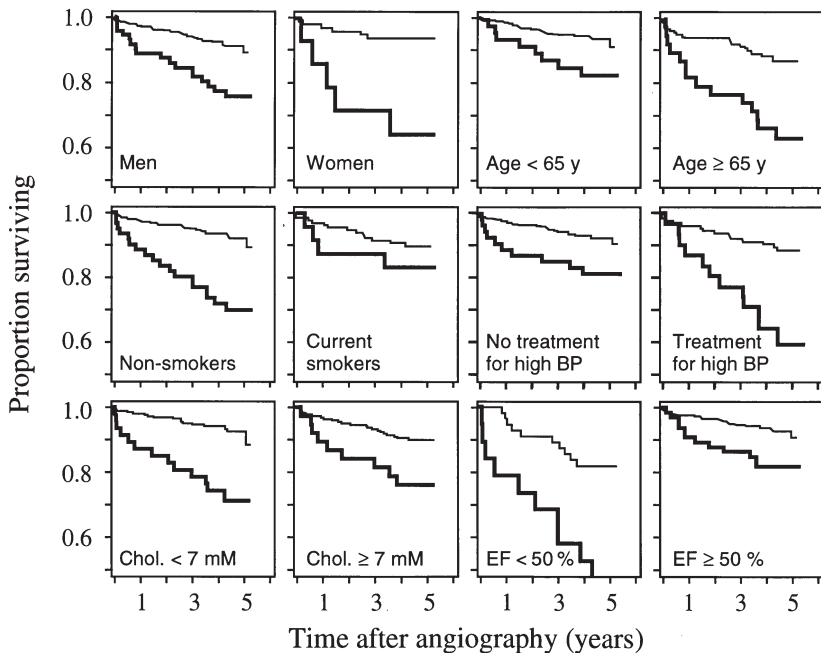 Proportion surviving
1.0
0.8
0.6
Men
Women
Age < 65 y
Age ≥ 65 y
1.0
0.8
0.6
Non-smokers
Current
smokers
No treatment
for high BP
Treatment
for high BP
1.0
0.8
0.6
Chol. < 7 mM
Chol. ≥ 7 mM
EF < 50 %
EF ≥ 50 %
1 3 5 1 3 5 1 3 5 1 3 5
Time after angiography (years)